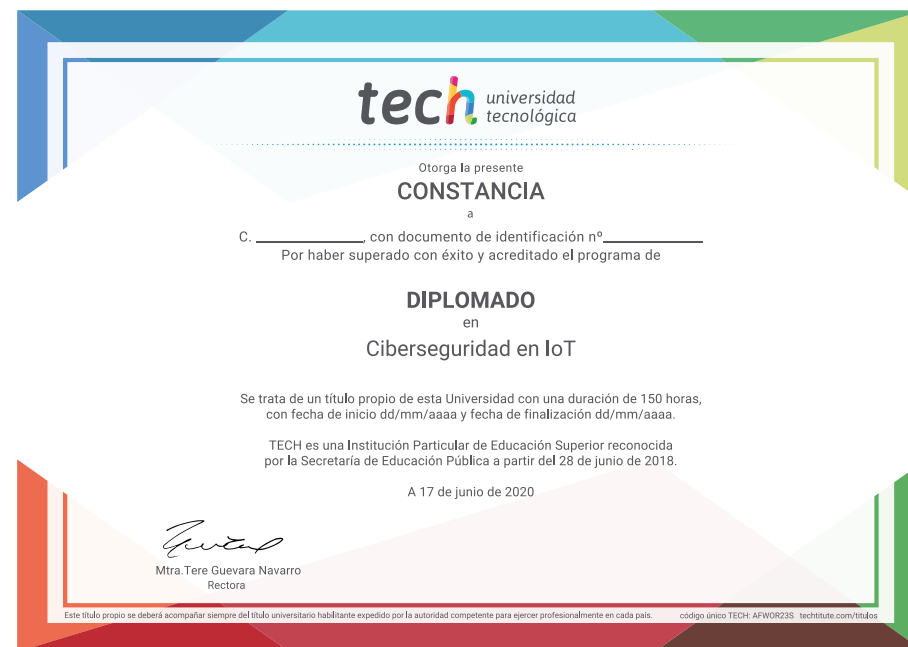 tech universidad
tecnológica
Otorga la presente
CONSTANCIA
a
C. ______________, con documento de identificación nº_____________
Por haber superado con éxito y acreditado el programa de
DIPLOMADO
en
Ciberseguridad en IoT
Se trata de un título propio de esta Universidad con una duración de 150 horas,
con fecha de inicio dd/mm/aaaa y fecha de finalización dd/mm/aaaa.
TECH es una Institución Particular de Educación Superior reconocida
por la Secretaría de Educación Pública a partir del 28 de junio de 2018.
A 17 de junio de 2020
Mtra.Tere Guevara Navarro
Rectora
Este título propio se deberá acompañar siempre del título universitario habilitante expedido por la autoridad competente para ejercer profesionalmente en cada país. código único TECH: AFWOR23S techtitute.com/titulos